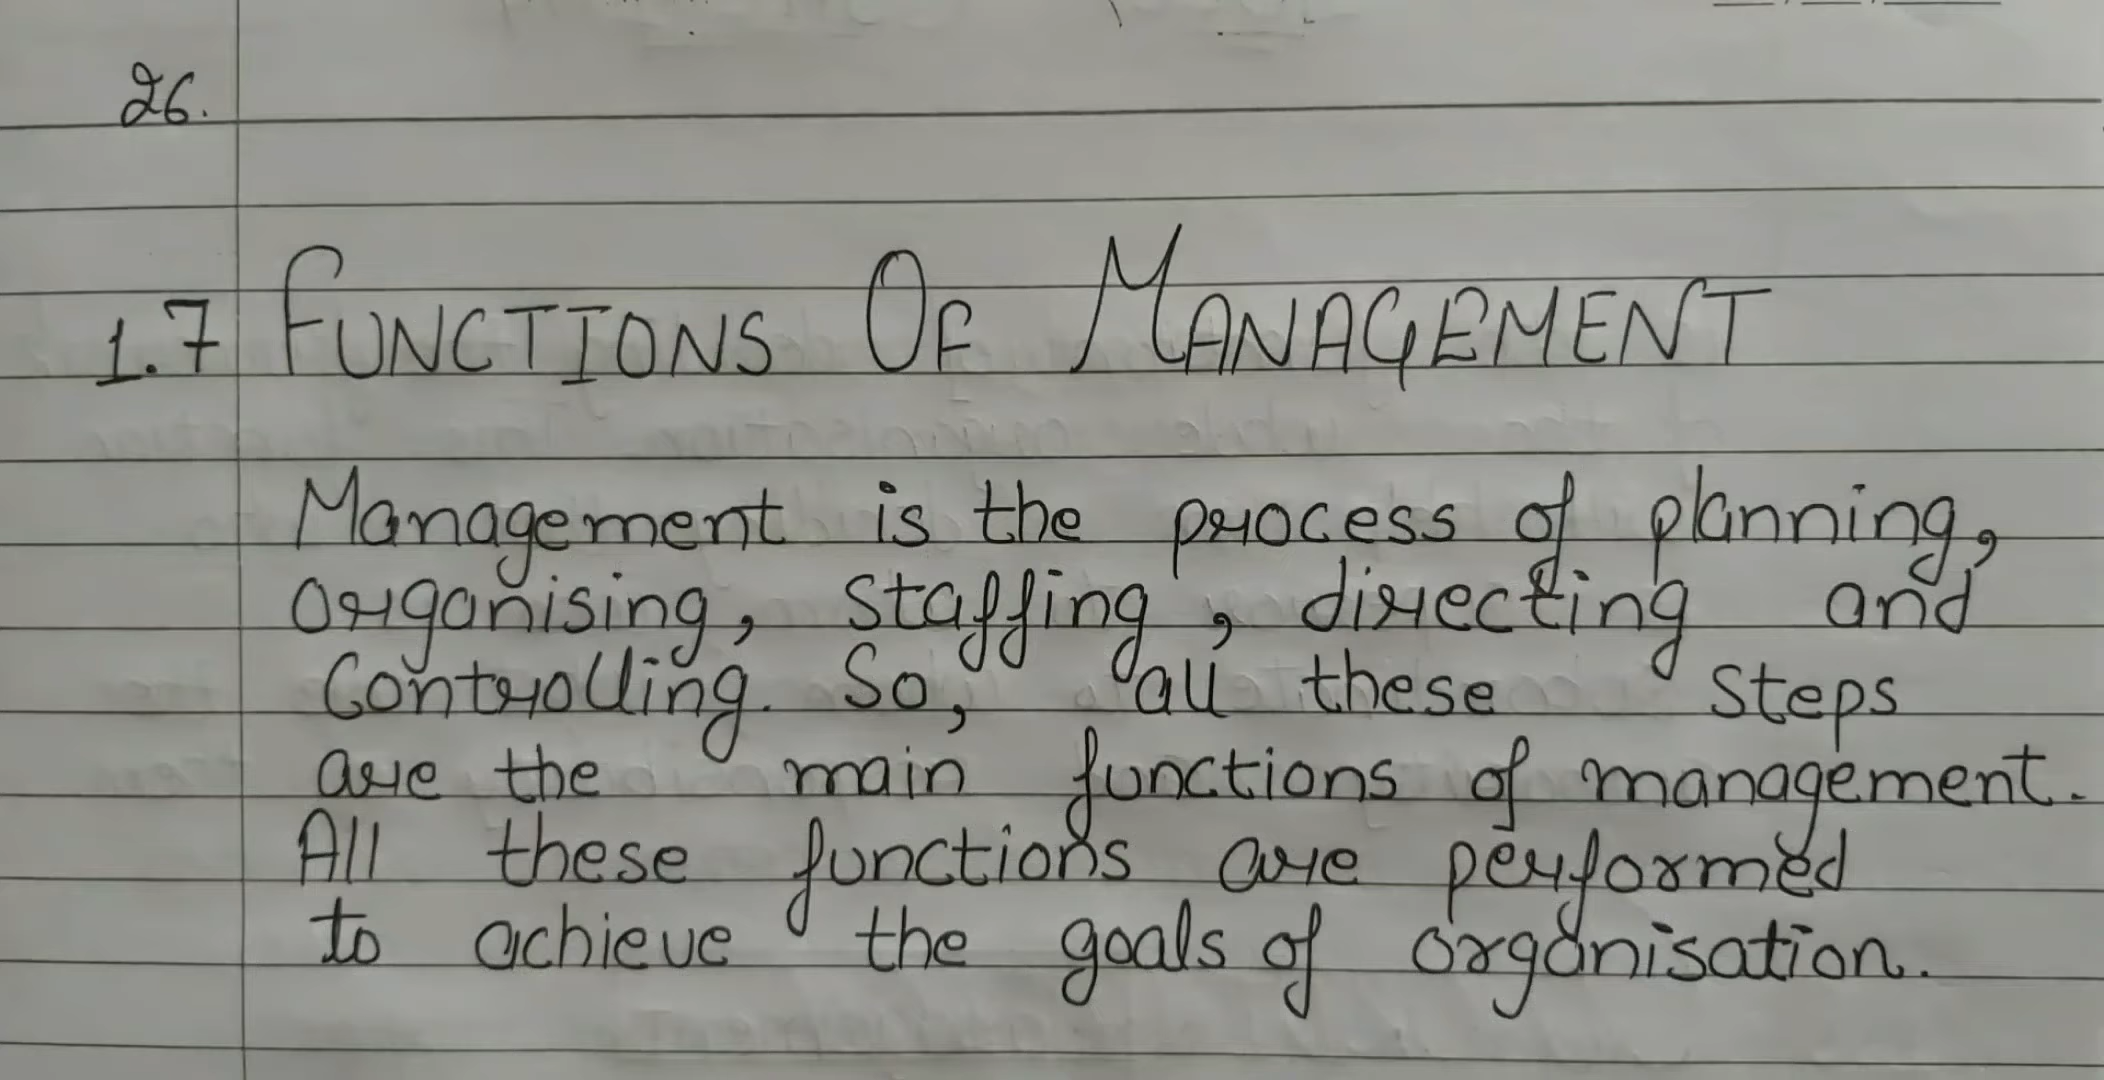 26.
1.7 FUNCTIONS OF MANAGEMENT
Management is the process of planning,
organising, staffing, directing and
Controlling. So, all these steps
are the main functions of management.
All these functions are performed
to achieve the goals of organisation.